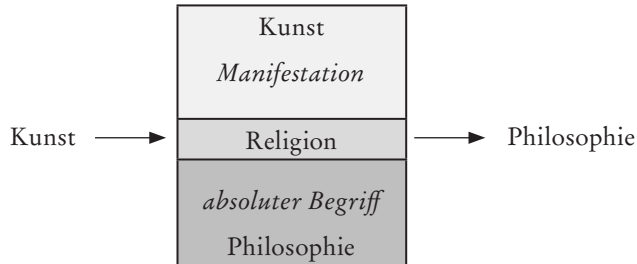 Kunst
Manifestation
Kunst
Religion
Philosophie
absoluter Begriff
Philosophie